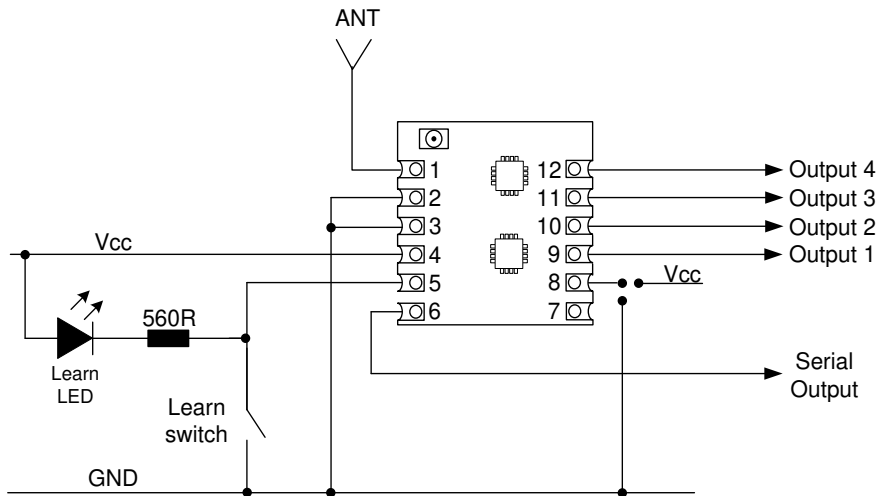 ANT
1
2
3
4
5
6
12
11
10
9
8
7
Output 4
Output 3
Output 2
Output 1
Vcc
Vcc
560R
Learn
LED
Learn
switch
Serial
Output
GND